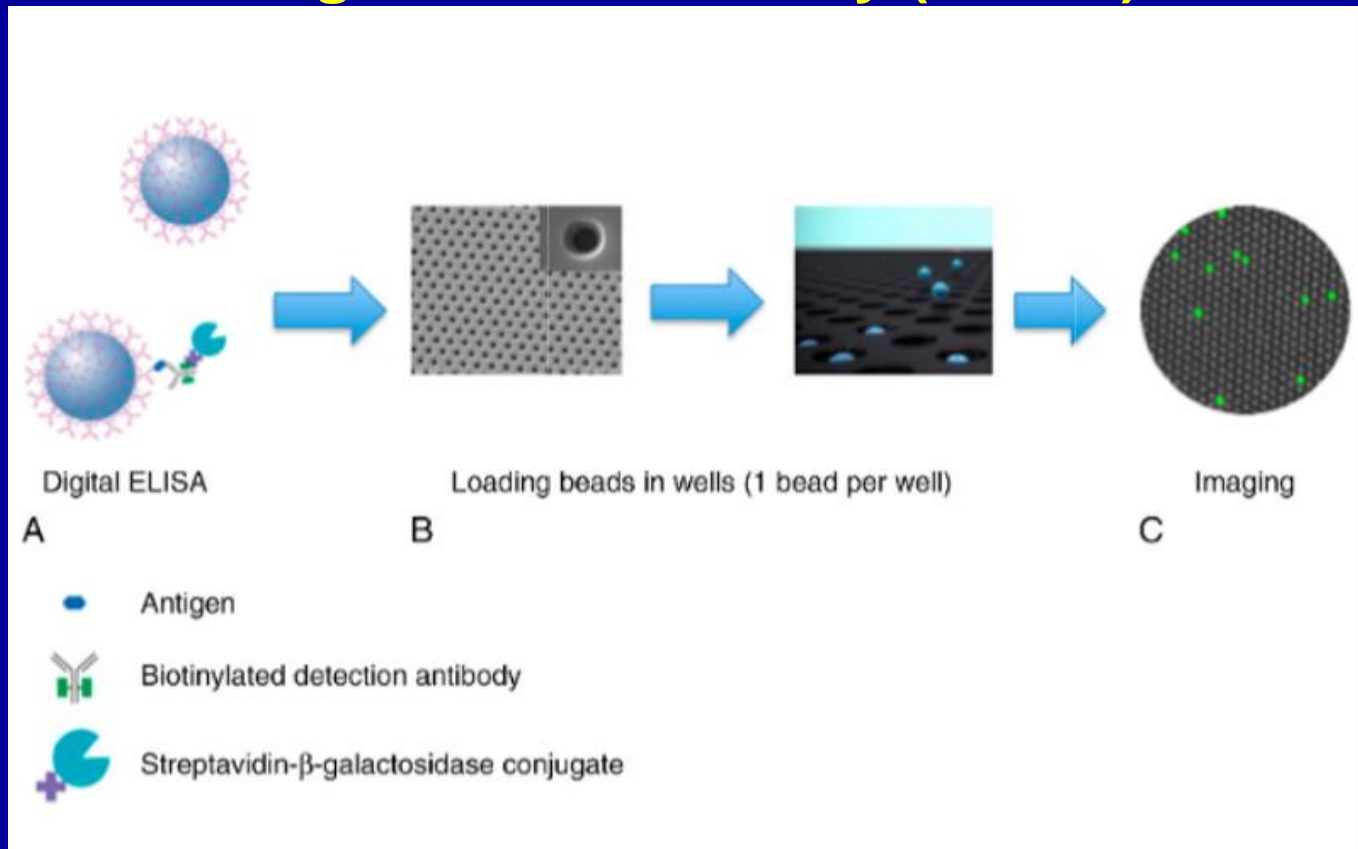 Digital ELISA
Loading beads in wells (1 bead per well)
Imaging
A
B
C
Antigen
Biotinylated detection antibody
Streptavidin-β-galactosidase conjugate